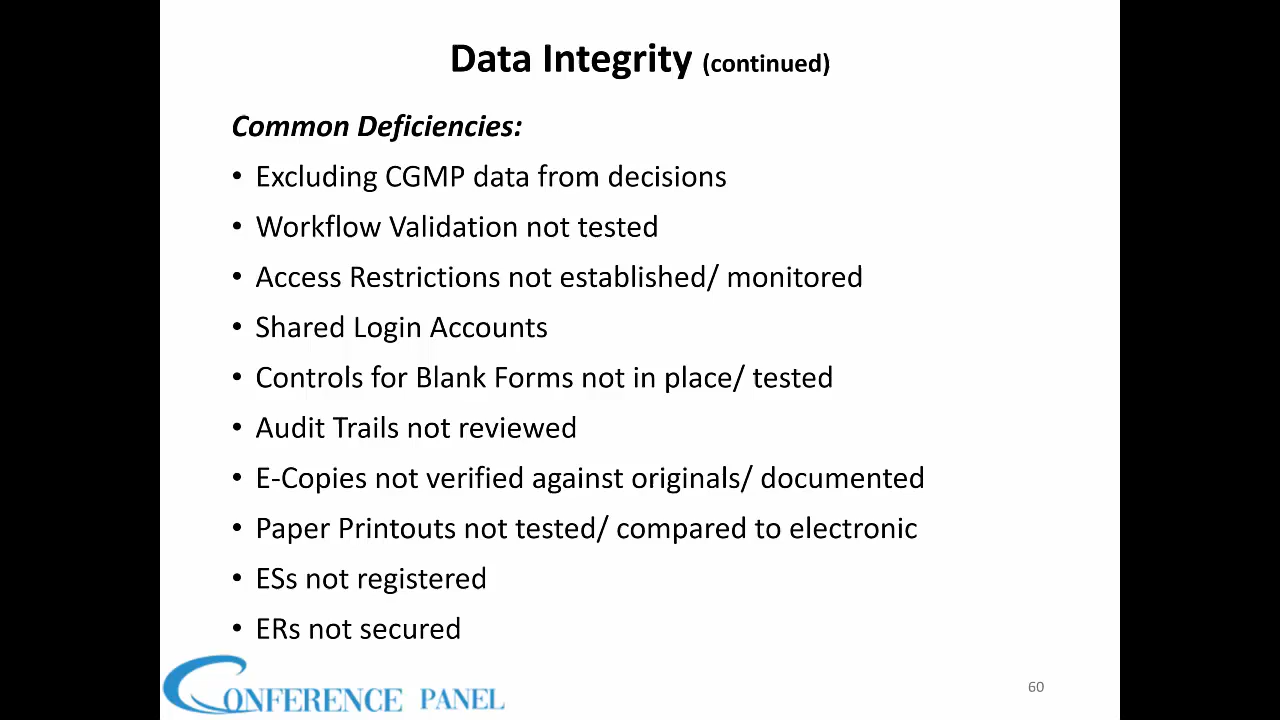 Data Integrity (continued)
Common Deficiencies:
• Excluding CGMP data from decisions
• Workflow Validation not tested
• Access Restrictions not established/ monitored
• Shared Login Accounts
• Controls for Blank Forms not in place/ tested
• Audit Trails not reviewed
• E-Copies not verified against originals/ documented
• Paper Printouts not tested/ compared to electronic
• ESs not registered
• ERs not secured
CONFERENCE PANEL
60